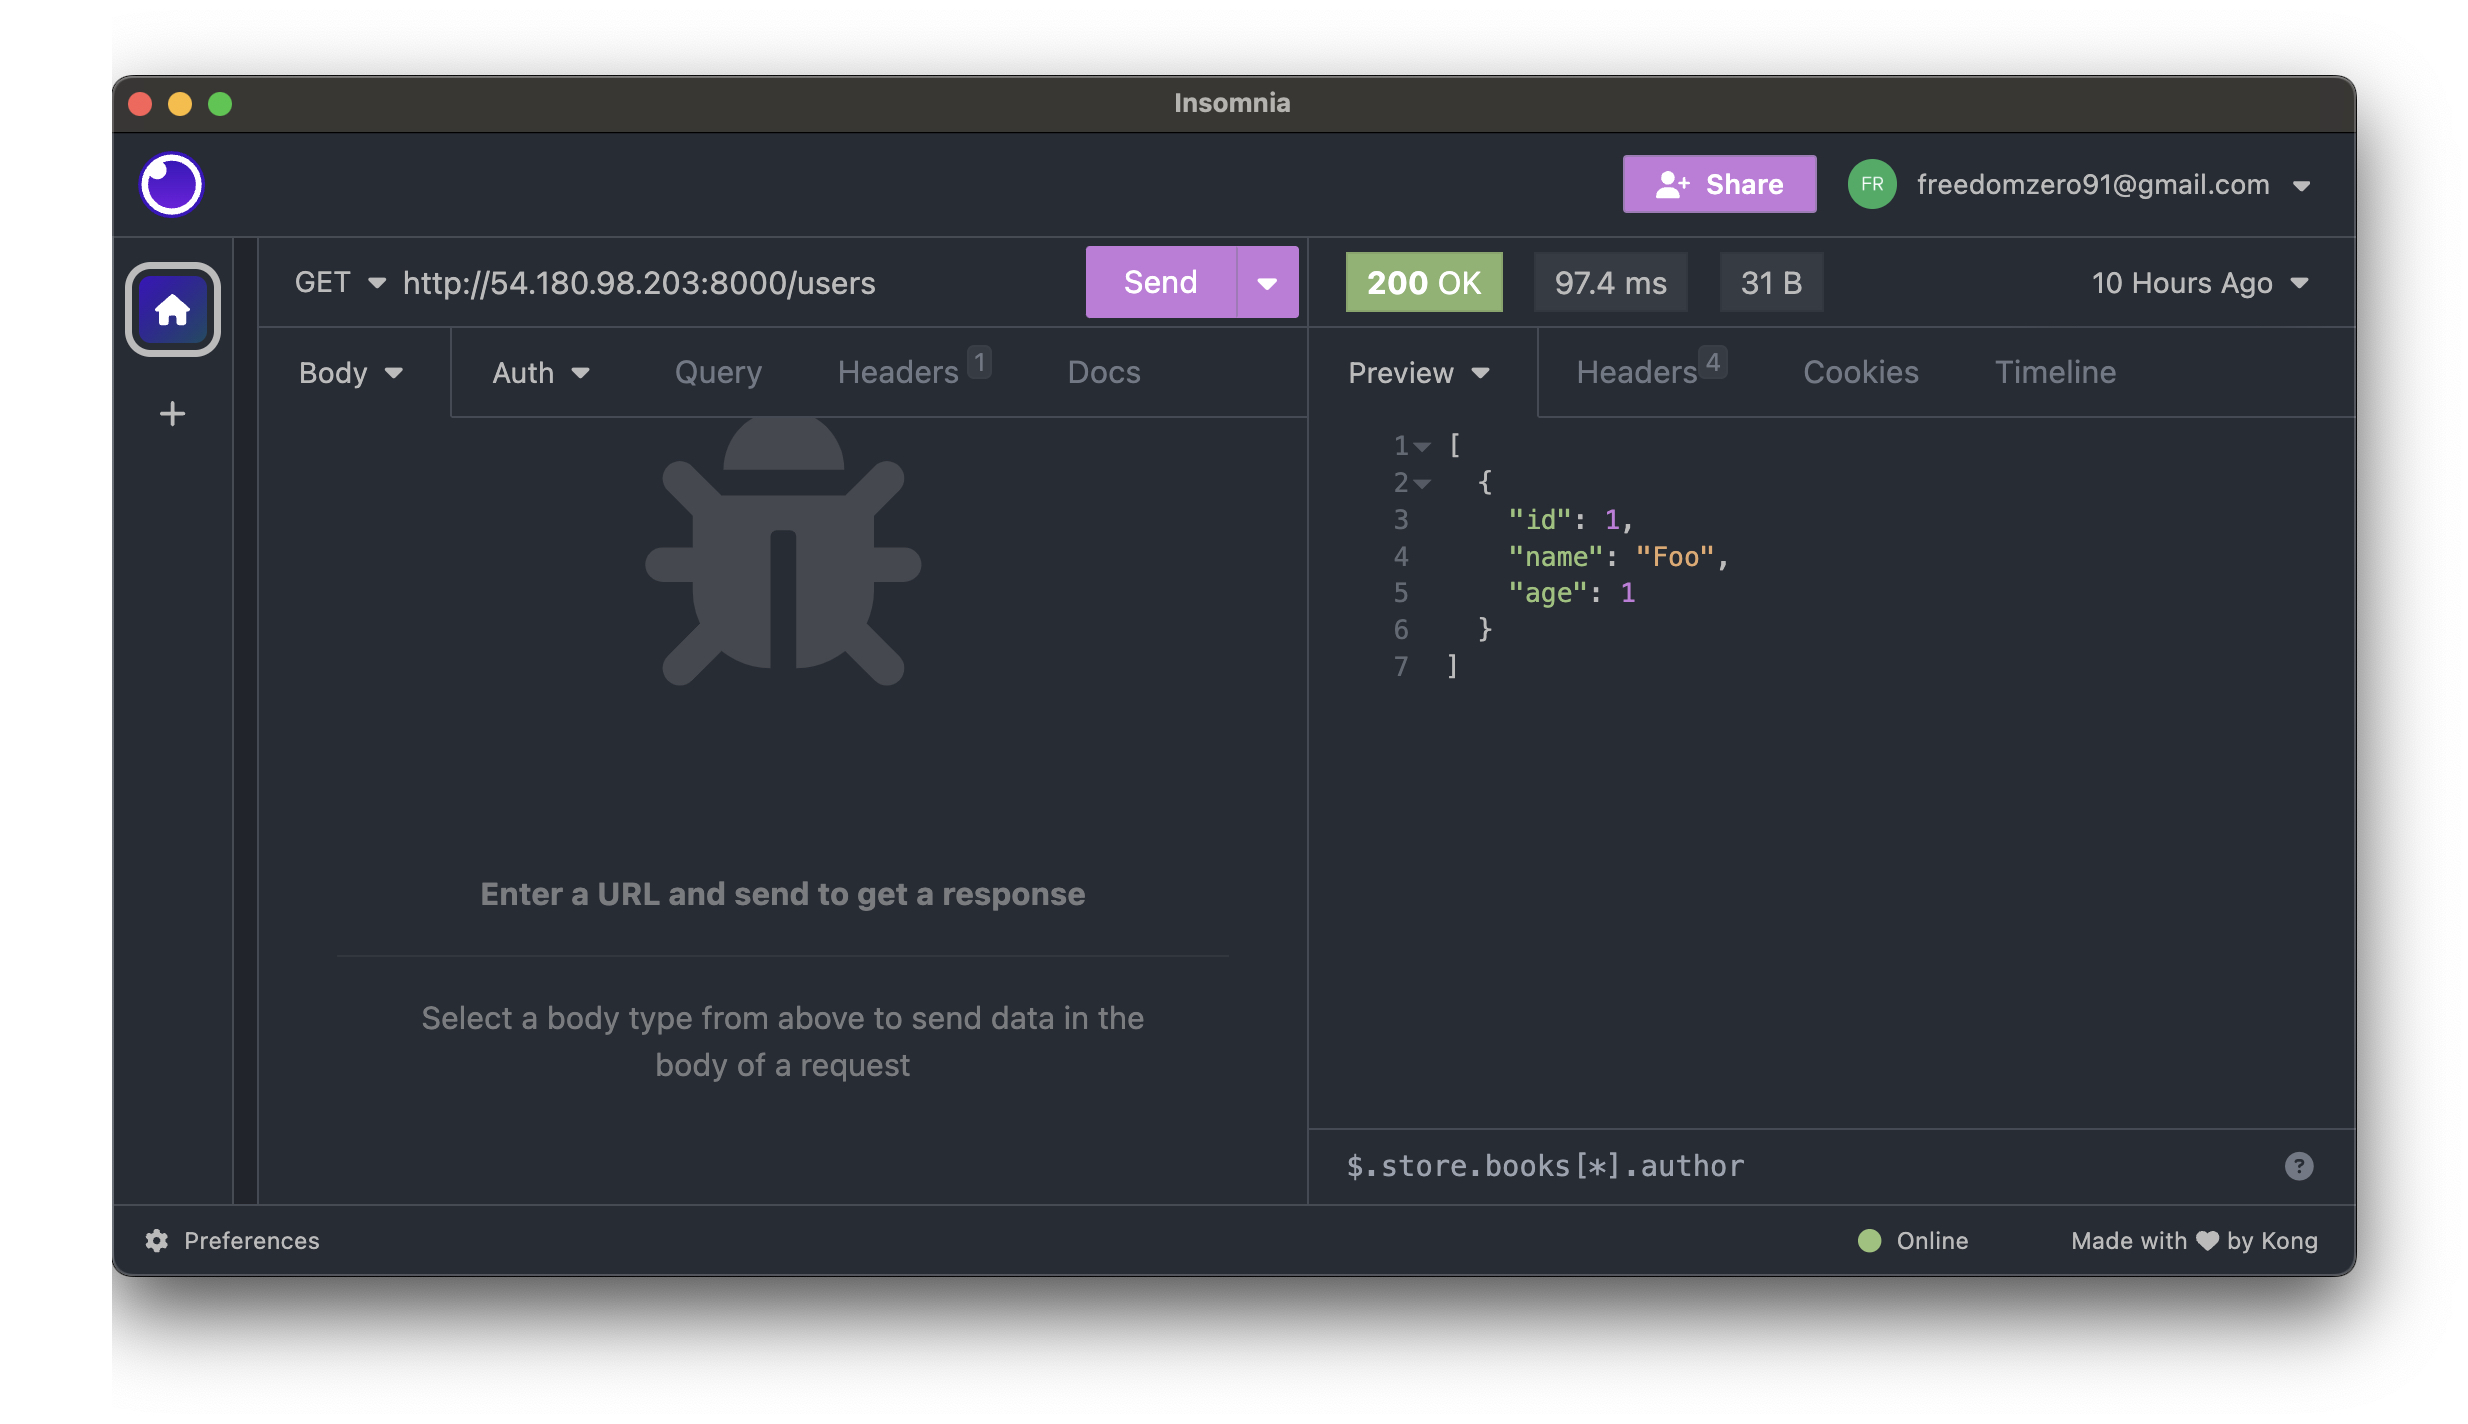 Insomnia
Share
FR
freedomzero91@gmail.com
GET http://54.180.98.203:8000/users
Send
200 OK
97.4 ms
31 B
10 Hours Ago
Body
Auth
Query
Headers 1
Docs
Preview
Headers 4
Cookies
Timeline
1 [
2 {
3 "id": 1,
4 "name": "Foo",
5 "age": 1
6 }
7 ]
Enter a URL and send to get a response
Select a body type from above to send data in the
body of a request
$.store.books[*].author
?
Preferences
Online
Made with ♥ by Kong